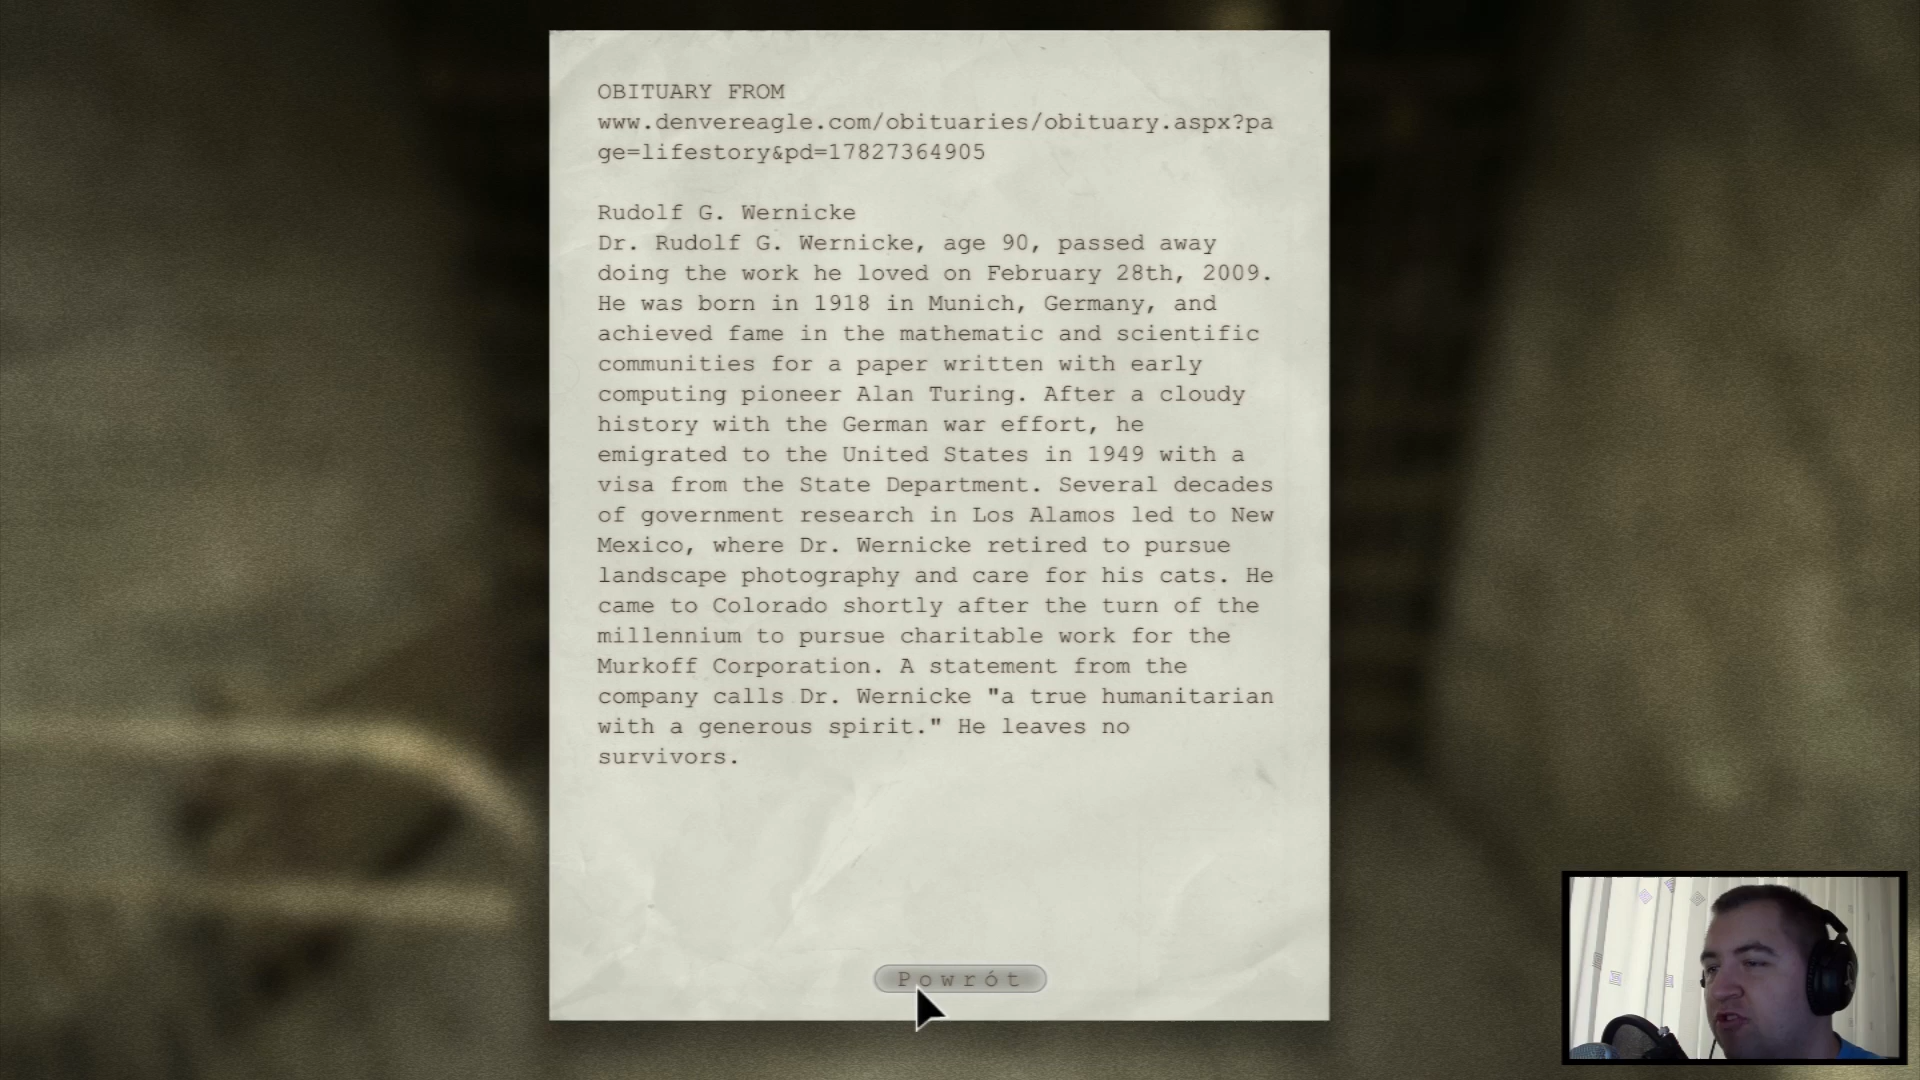 OBITUARY FROM
www.denvereagle.com/obituaries/obituary.aspx?pa
ge=lifestory&pd=17827364905
Rudolf G. Wernicke
Dr. Rudolf G. Wernicke, age 90, passed away
doing the work he loved on February 28th, 2009.
He was born in 1918 in Munich, Germany, and
achieved fame in the mathematic and scientific
communities for a paper written with early
computing pioneer Alan Turing. After a cloudy
history with the German war effort, he
emigrated to the United States in 1949 with a
visa from the State Department. Several decades
of government research in Los Alamos led to New
Mexico, where Dr. Wernicke retired to pursue
landscape photography and care for his cats. He
came to Colorado shortly after the turn of the
millennium to pursue charitable work for the
Murkoff Corporation. A statement from the
company calls Dr. Wernicke "a true humanitarian
with a generous spirit." He leaves no
survivors.
Powrót